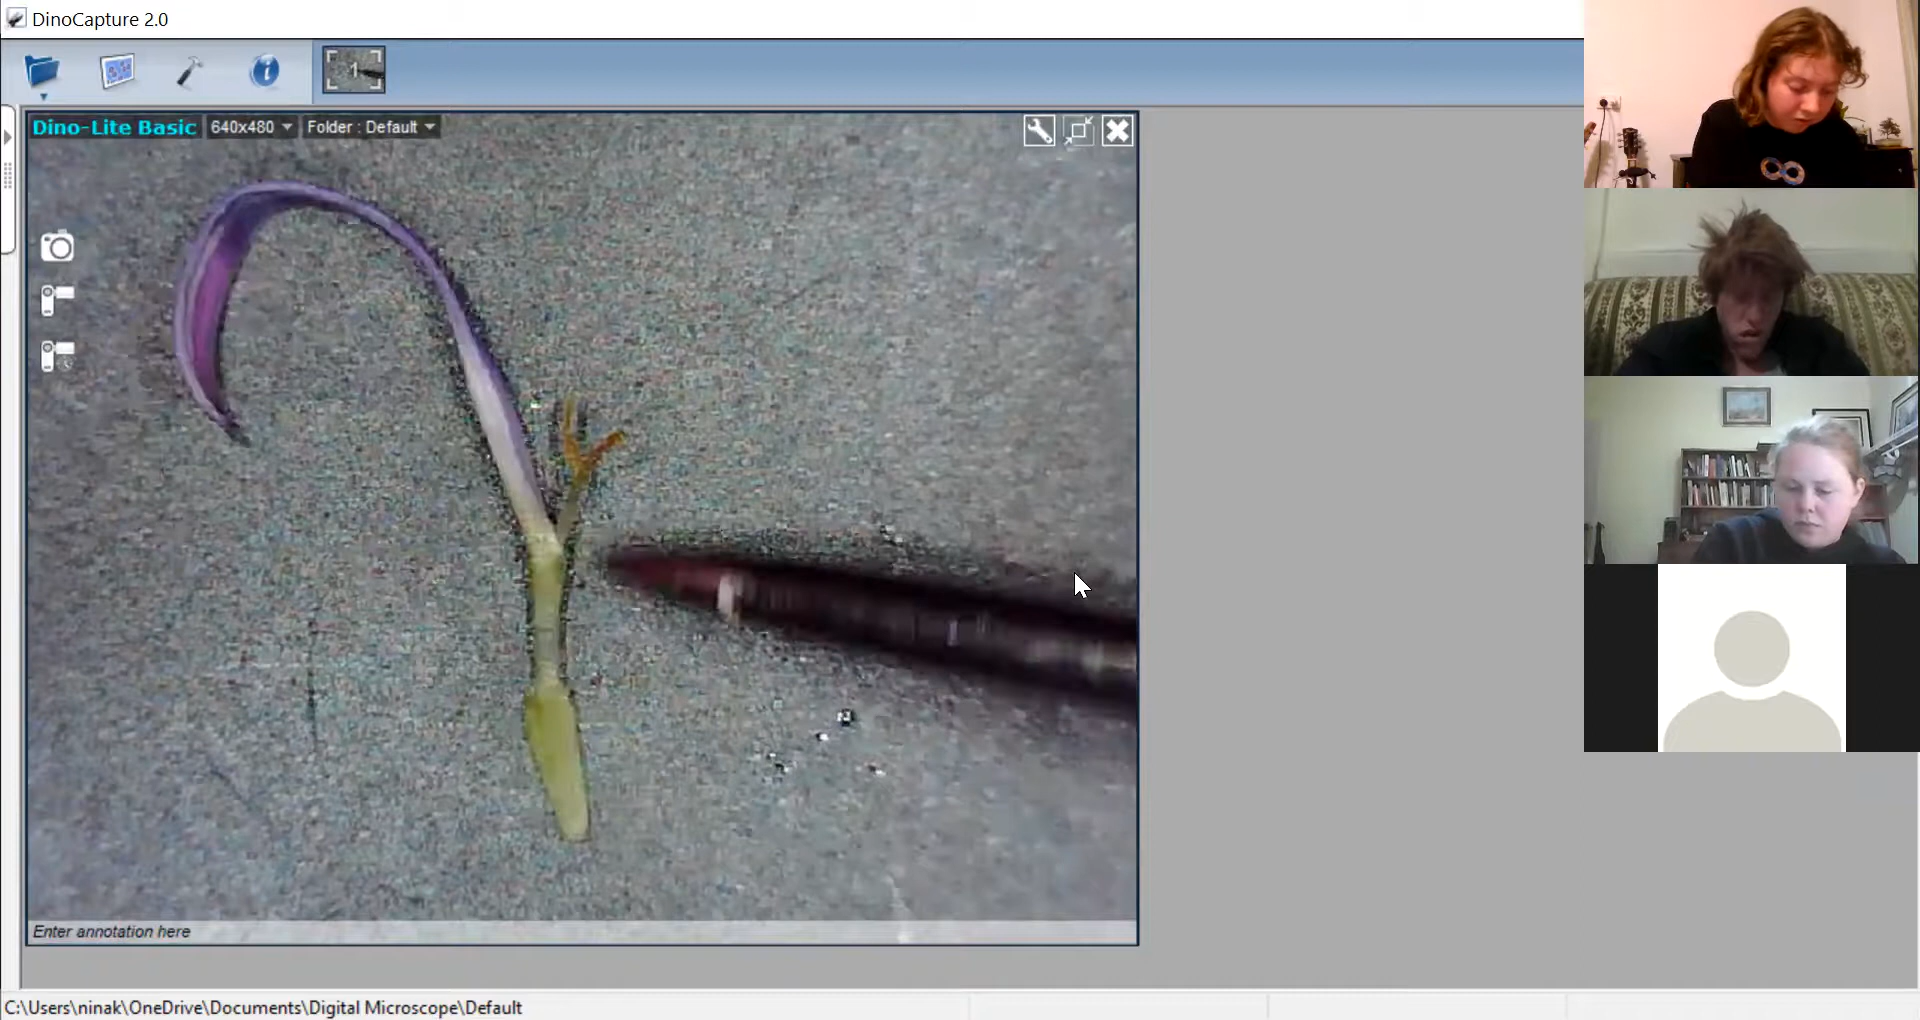 DinoCapture 2.0
Dino-Lite Basic 640x480 Folder : Default
Enter annotation here
C:\Users\ninak\OneDrive\Documents\Digital Microscope\Default